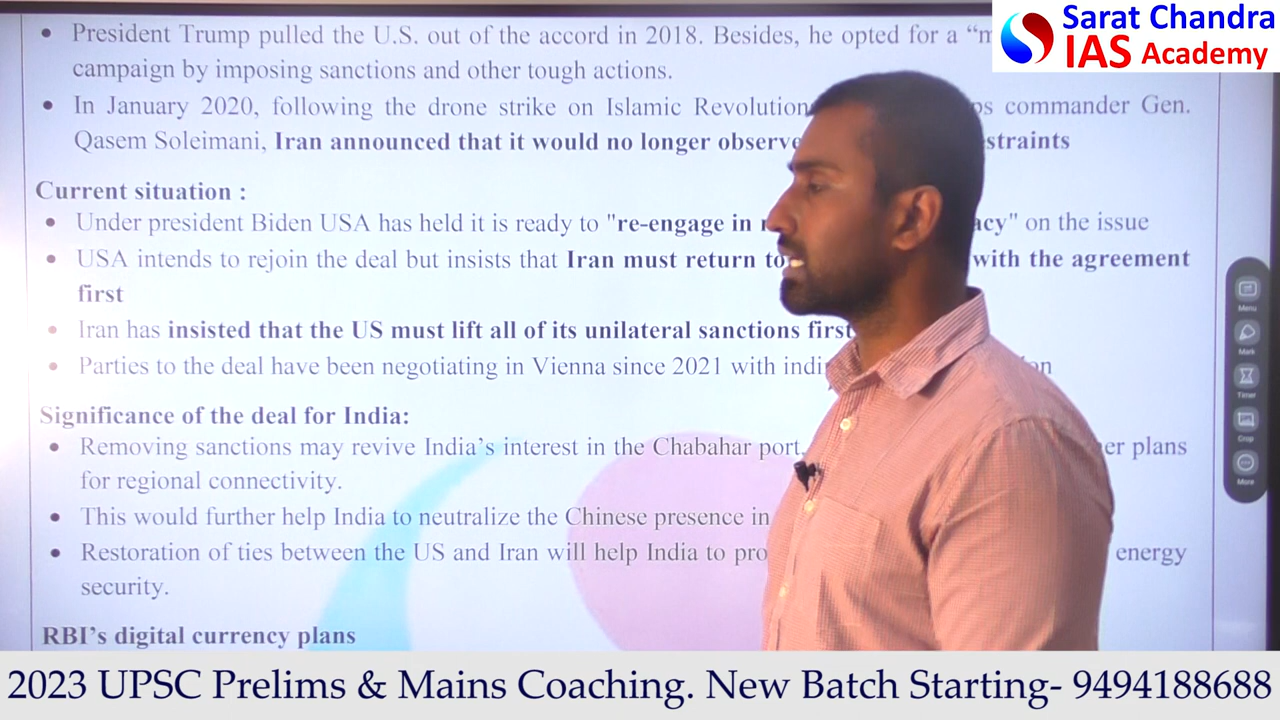 Sarat Chandra
IAS Academy
• President Trump pulled the U.S. out of the accord in 2018. Besides, he opted for a “
campaign by imposing sanctions and other tough actions.
• In January 2020, following the drone strike on Islamic Revolution commander Gen.
Qasem Soleimani, Iran announced that it would no longer observe
Current situation :
• Under president Biden USA has held it is ready to "re-engage in " on the issue
• USA intends to rejoin the deal but insists that Iran must return to with the agreement
first
• Iran has insisted that the US must lift all of its unilateral sanctions first
• Parties to the deal have been negotiating in Vienna since 2021 with
Significance of the deal for India:
• Removing sanctions may revive India’s interest in the Chabahar port, plans
for regional connectivity.
• This would further help India to neutralize the Chinese presence in
• Restoration of ties between the US and Iran will help India to energy
security.
RBI’s digital currency plans
Menu
Mark
Timer
Crop
More
2023 UPSC Prelims & Mains Coaching. New Batch Starting- 9494188688